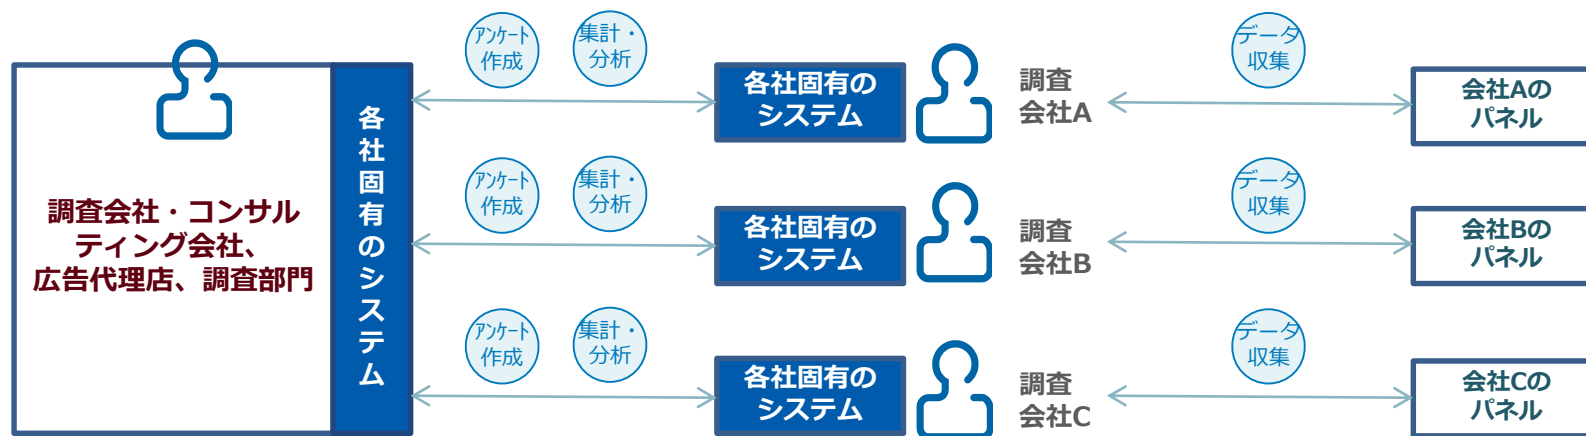 調査会社・コンサル
ティング会社、
広告代理店、調査部門
各社固有のシステム
アンケート
作成
集計・
分析
各社固有の
システム
調査
会社A
データ
収集
会社Aの
パネル
アンケート
作成
集計・
分析
各社固有の
システム
調査
会社B
データ
収集
会社Bの
パネル
アンケート
作成
集計・
分析
各社固有の
システム
調査
会社C
データ
収集
会社Cの
パネル